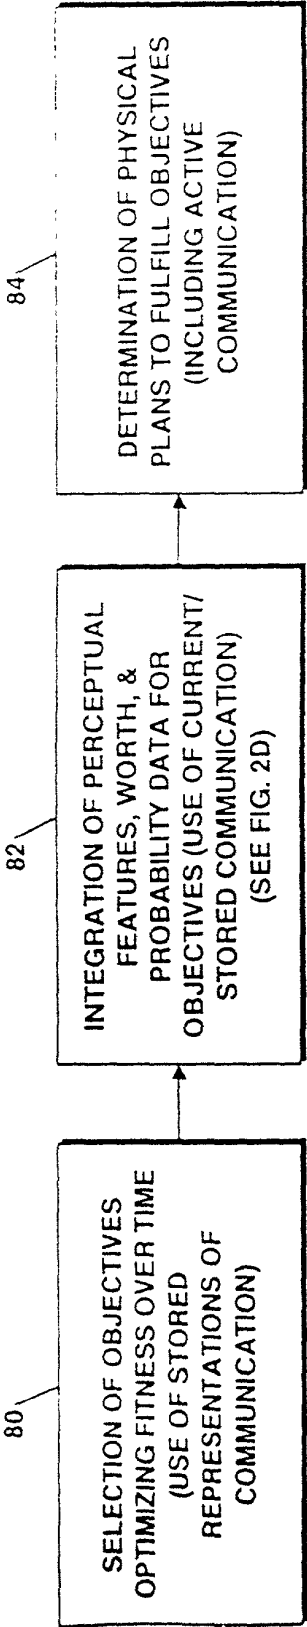 80
SELECTION OF OBJECTIVES
OPTIMIZING FITNESS OVER TIME
(USE OF STORED
REPRESENTATIONS OF
COMMUNICATION)
82
INTEGRATION OF PERCEPTUAL
FEATURES, WORTH, &
PROBABILITY DATA FOR
OBJECTIVES (USE OF CURRENT/
STORED COMMUNICATION)
(SEE FIG. 2D)
84
DETERMINATION OF PHYSICAL
PLANS TO FULFILL OBJECTIVES
(INCLUDING ACTIVE
COMMUNICATION)